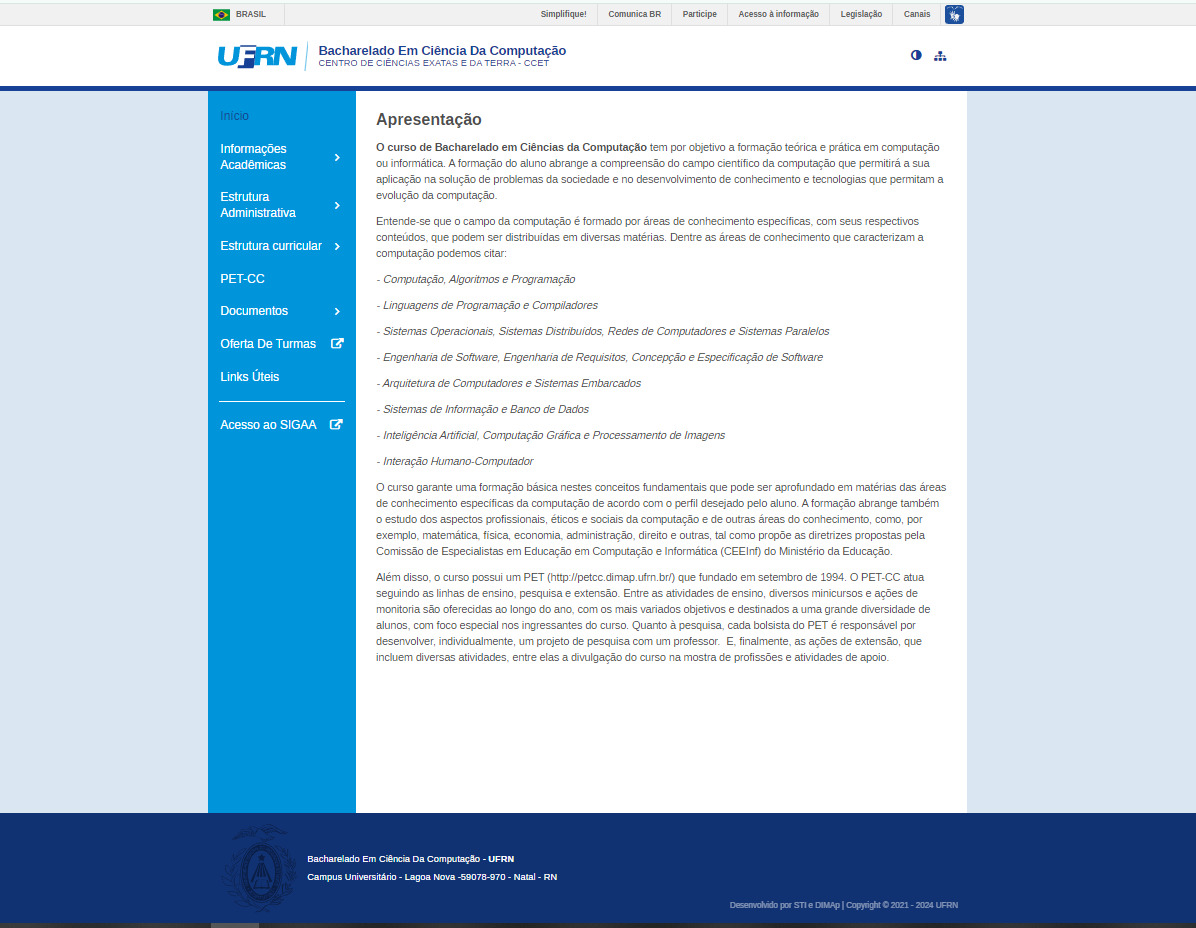 BRASIL
Simplifique!
Comunica BR
Participe
Acesso à informação
Legislação
Canais
UFRN
Bacharelado Em Ciência Da Computação
CENTRO DE CIÊNCIAS EXATAS E DA TERRA - CCET
Início
Informações
Acadêmicas
Estrutura
Administrativa
Estrutura curricular
PET-CC
Documentos
Oferta De Turmas
Links Úteis
Acesso ao SIGAA
Apresentação
O curso de Bacharelado em Ciências da Computação tem por objetivo a formação teórica e prática em computação
ou informática. A formação do aluno abrange a compreensão do campo científico da computação que permitirá a sua
aplicação na solução de problemas da sociedade e no desenvolvimento de conhecimento e tecnologias que permitam a
evolução da computação.
Entende-se que o campo da computação é formado por áreas de conhecimento específicas, com seus respectivos
conteúdos, que podem ser distribuídas em diversas matérias. Dentre as áreas de conhecimento que caracterizam a
computação podemos citar:
- Computação, Algoritmos e Programação
- Linguagens de Programação e Compiladores
- Sistemas Operacionais, Sistemas Distribuídos, Redes de Computadores e Sistemas Paralelos
- Engenharia de Software, Engenharia de Requisitos, Concepção e Especificação de Software
- Arquitetura de Computadores e Sistemas Embarcados
- Sistemas de Informação e Banco de Dados
- Inteligência Artificial, Computação Gráfica e Processamento de Imagens
- Interação Humano-Computador
O curso garante uma formação básica nestes conceitos fundamentais que pode ser aprofundado em matérias das áreas
de conhecimento específicas da computação de acordo com o perfil desejado pelo aluno. A formação abrange também
o estudo dos aspectos profissionais, éticos e sociais da computação e de outras áreas do conhecimento, como, por
exemplo, matemática, física, economia, administração, direito e outras, tal como propõe as diretrizes propostas pela
Comissão de Especialistas em Educação em Computação e Informática (CEEInf) do Ministério da Educação.
Além disso, o curso possui um PET (http://petcc.dimap.ufrn.br/) que fundado em setembro de 1994. O PET-CC atua
seguindo as linhas de ensino, pesquisa e extensão. Entre as atividades de ensino, diversos minicursos e ações de
monitoria são oferecidas ao longo do ano, com os mais variados objetivos e destinados a uma grande diversidade de
alunos, com foco especial nos ingressantes do curso. Quanto à pesquisa, cada bolsista do PET é responsável por
desenvolver, individualmente, um projeto de pesquisa com um professor. E, finalmente, as ações de extensão, que
incluem diversas atividades, entre elas a divulgação do curso na mostra de profissões e atividades de apoio.
Bacharelado Em Ciência Da Computação - UFRN
Campus Universitário - Lagoa Nova -59078-970 - Natal - RN
Desenvolvido por STI e DIMAp | Copyright © 2021 - 2024 UFRN